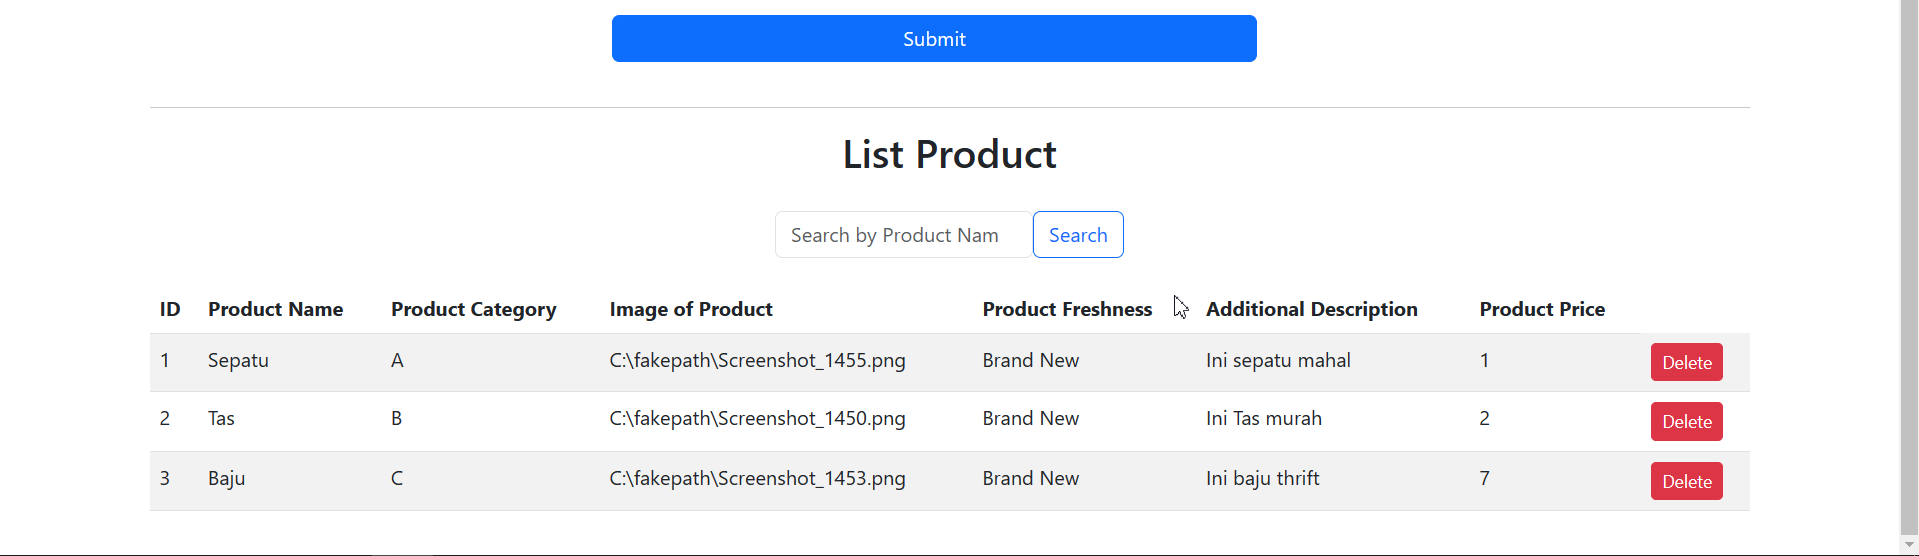 Submit
List Product
Search by Product Nam Search
ID Product Name Product Category Image of Product Product Freshness Additional Description Product Price
1 Sepatu A C:\fakepath\Screenshot_1455.png Brand New Ini sepatu mahal 1 Delete
2 Tas B C:\fakepath\Screenshot_1450.png Brand New Ini Tas murah 2 Delete
3 Baju C C:\fakepath\Screenshot_1453.png Brand New Ini baju thrift 7 Delete